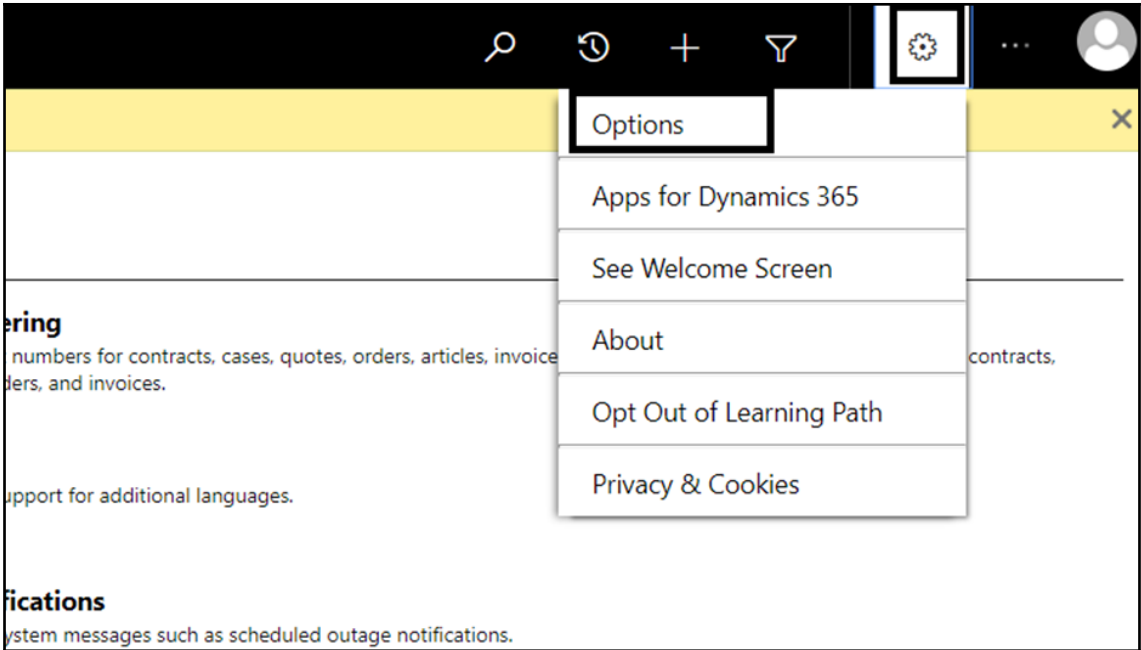 Options
Apps for Dynamics 365
See Welcome Screen
About
Opt Out of Learning Path
Privacy & Cookies
ering
numbers for contracts, cases, quotes, orders, articles, invoice contracts,
ders, and invoices.
upport for additional languages.
fications
ystem messages such as scheduled outage notifications.